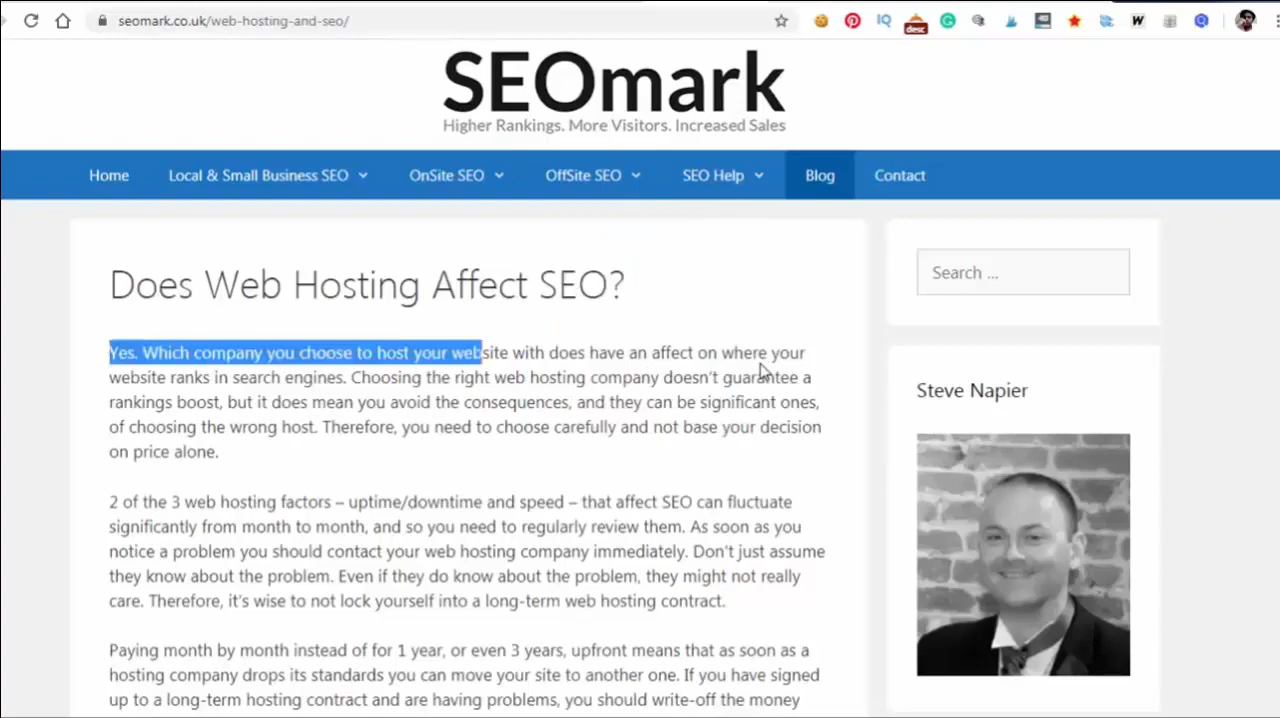 seomark.co.uk/web-hosting-and-seo/
desc
SEOmark
Higher Rankings. More Visitors. Increased Sales
Home Local & Small Business SEO OnSite SEO OffSite SEO SEO Help Blog Contact
Does Web Hosting Affect SEO?
Yes. Which company you choose to host your website with does have an affect on where your
website ranks in search engines. Choosing the right web hosting company doesn't guarantee a
rankings boost, but it does mean you avoid the consequences, and they can be significant ones,
of choosing the wrong host. Therefore, you need to choose carefully and not base your decision
on price alone.
2 of the 3 web hosting factors – uptime/downtime and speed – that affect SEO can fluctuate
significantly from month to month, and so you need to regularly review them. As soon as you
notice a problem you should contact your web hosting company immediately. Don't just assume
they know about the problem. Even if they do know about the problem, they might not really
care. Therefore, it's wise to not lock yourself into a long-term web hosting contract.
Paying month by month instead of for 1 year, or even 3 years, upfront means that as soon as a
hosting company drops its standards you can move your site to another one. If you have signed
up to a long-term hosting contract and are having problems, you should write-off the money
Search ...
Steve Napier